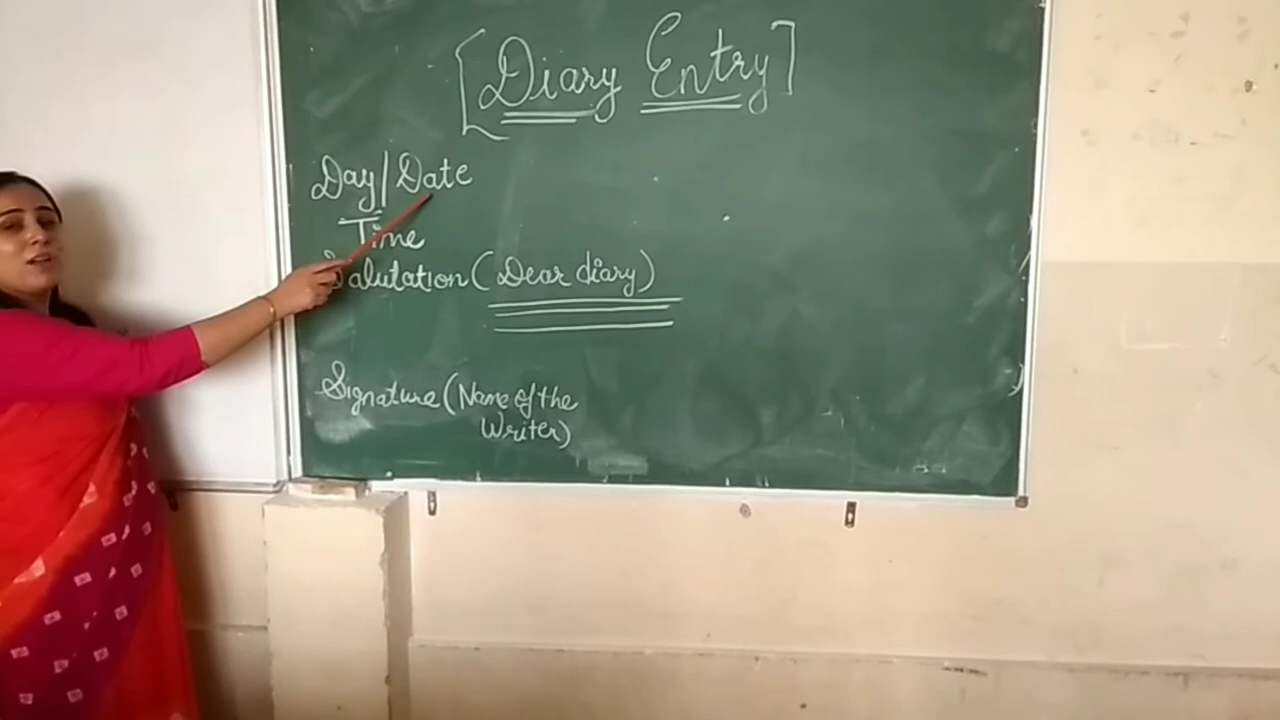 [Diary Entry]
Day/Date
Time
Salutation (Dear diary)
Signature (Name of the
Writer)